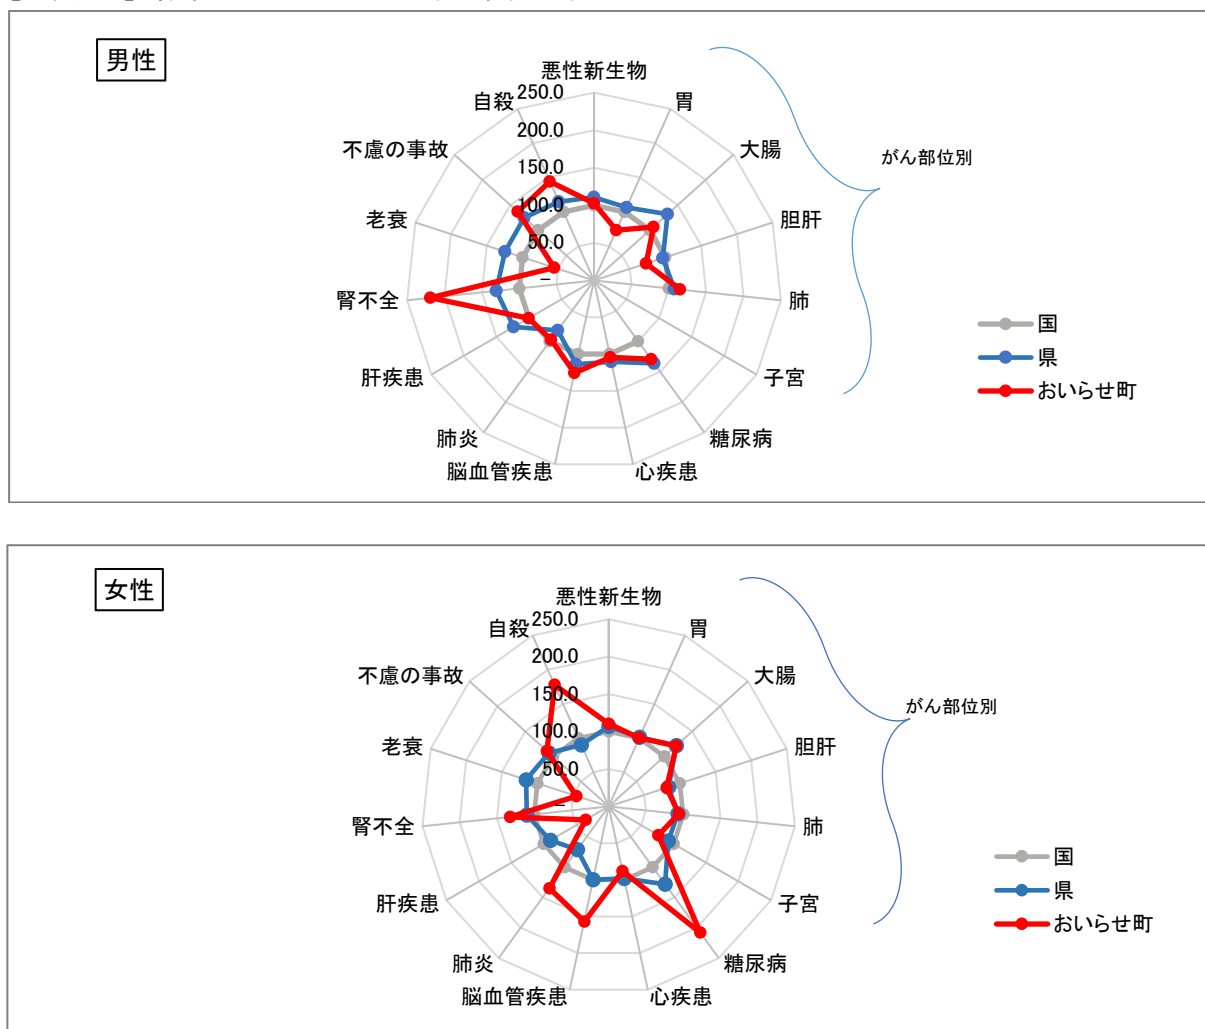 男性
悪性新生物
胃
大腸
胆肝
肺
子宮
糖尿病
心疾患
脳血管疾患
肺炎
肝疾患
腎不全
老衰
不慮の事故
自殺
250.0
200.0
150.0
100.0
50.0
–
がん部位別
国
県
おいらせ町
女性
悪性新生物
胃
大腸
胆肝
肺
子宮
糖尿病
心疾患
脳血管疾患
肺炎
肝疾患
腎不全
老衰
不慮の事故
自殺
250.0
200.0
150.0
100.0
50.0
–
がん部位別
国
県
おいらせ町